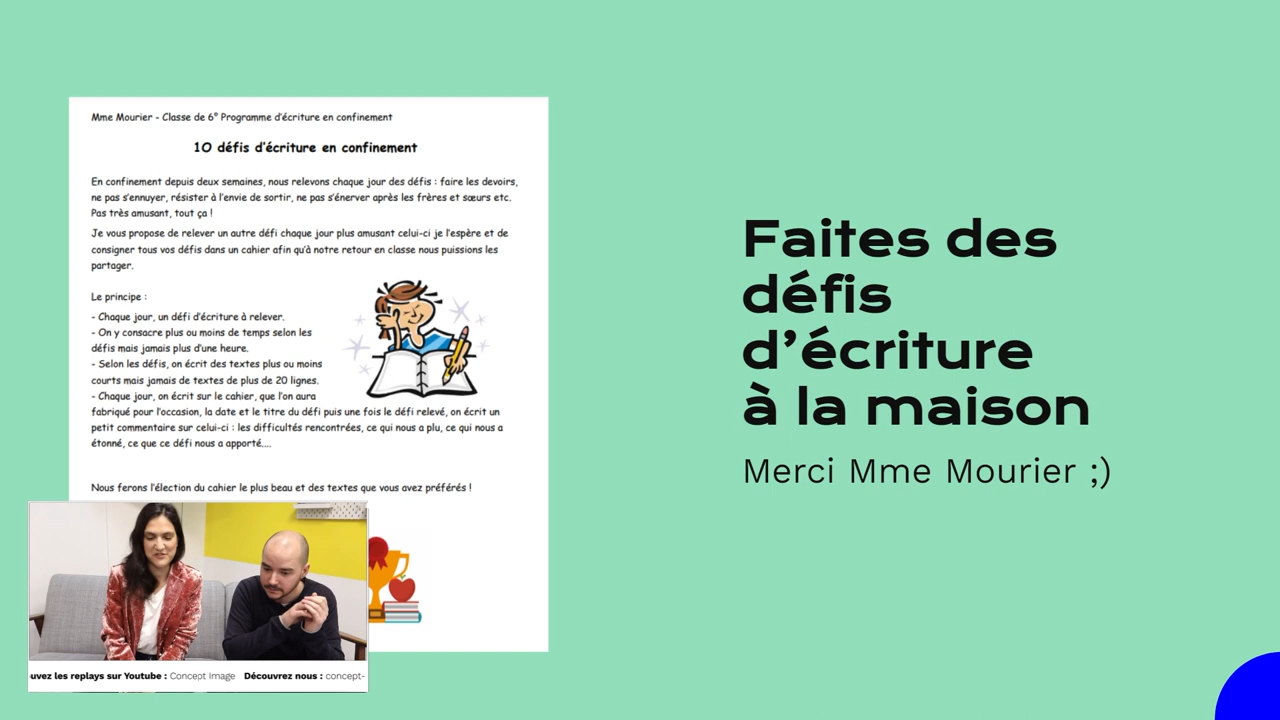 Mme Mourier - Classe de 6° Programme d'écriture en confinement
10 défis d'écriture en confinement
En confinement depuis deux semaines, nous relevons chaque jour des défis : faire les devoirs,
ne pas s'ennuyer, résister à l'envie de sortir, ne pas s'énerver après les frères et sœurs etc.
Pas très amusant, tout ça !
Je vous propose de relever un autre défi chaque jour plus amusant celui-ci je l'espère et de
consigner tous vos défis dans un cahier afin qu'à notre retour en classe nous puissions les
partager.
Le principe :
- Chaque jour, un défi d'écriture à relever.
- On y consacre plus ou moins de temps selon les
défis mais jamais plus d'une heure.
- Selon les défis, on écrit des textes plus ou moins
courts mais jamais de textes de plus de 20 lignes.
- Chaque jour, on écrit sur le cahier, que l'on aura
fabriqué pour l'occasion, la date et le titre du défi puis une fois le défi relevé, on écrit un
petit commentaire sur celui-ci : les difficultés rencontrées, ce qui nous a plu, ce qui nous a
étonné, ce que ce défi nous a apporté....
Nous ferons l'élection du cahier le plus beau et des textes que vous avez préférés !
Faites des
défis
d'écriture
à la maison
Merci Mme Mourier ;)
uvez les replays sur Youtube : Concept Image Découvrez nous : concept-